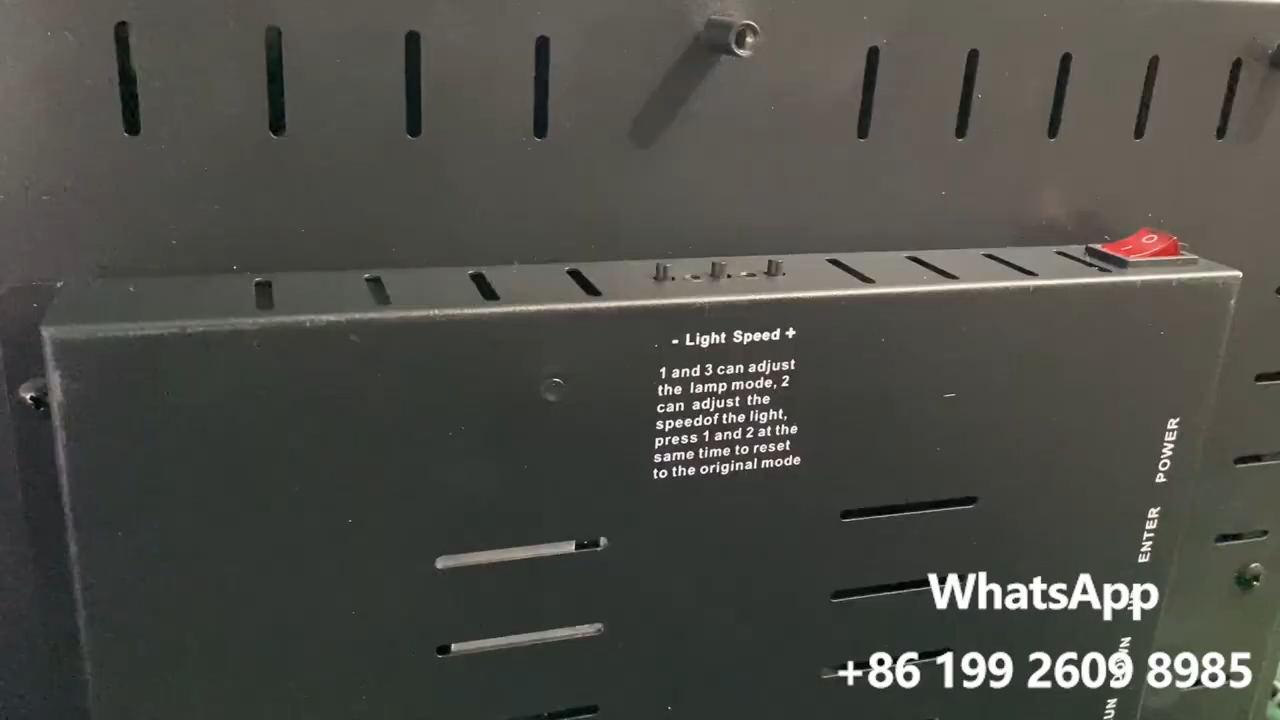 - Light Speed +
1 and 3 can adjust
the lamp mode, 2
can adjust the
speedof the light,
press 1 and 2 at the
same time to reset
to the original mode
POWER
ENTER
WhatsApp
+86 199 2609 8985